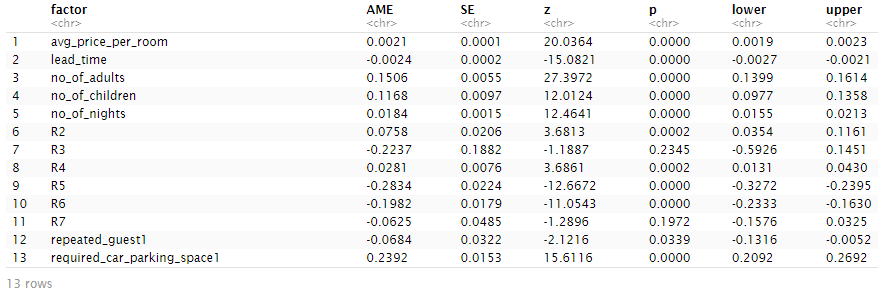 factor AME SE z p lower upper
<chr> <chr> <chr> <chr> <chr> <chr> <chr>
1 avg_price_per_room 0.0021 0.0001 20.0364 0.0000 0.0019 0.0023
2 lead_time -0.0024 0.0002 -15.0821 0.0000 -0.0027 -0.0021
3 no_of_adults 0.1506 0.0055 27.3972 0.0000 0.1399 0.1614
4 no_of_children 0.1168 0.0097 12.0124 0.0000 0.0977 0.1358
5 no_of_nights 0.0184 0.0015 12.4641 0.0000 0.0155 0.0213
6 R2 0.0758 0.0206 3.6813 0.0002 0.0354 0.1161
7 R3 -0.2237 0.1882 -1.1887 0.2345 -0.5926 0.1451
8 R4 0.0281 0.0076 3.6861 0.0002 0.0131 0.0430
9 R5 -0.2834 0.0224 -12.6672 0.0000 -0.3272 -0.2395
10 R6 -0.1982 0.0179 -11.0543 0.0000 -0.2333 -0.1630
11 R7 -0.0625 0.0485 -1.2896 0.1972 -0.1576 0.0325
12 repeated_guest1 -0.0684 0.0322 -2.1216 0.0339 -0.1316 -0.0052
13 required_car_parking_space1 0.2392 0.0153 15.6116 0.0000 0.2092 0.2692
13 rows